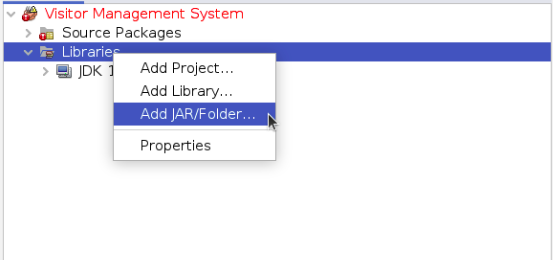 Visitor Management System
Source Packages
Libraries
Add Project...
JDK 1
Add Library...
Add JAR/Folder...
Properties